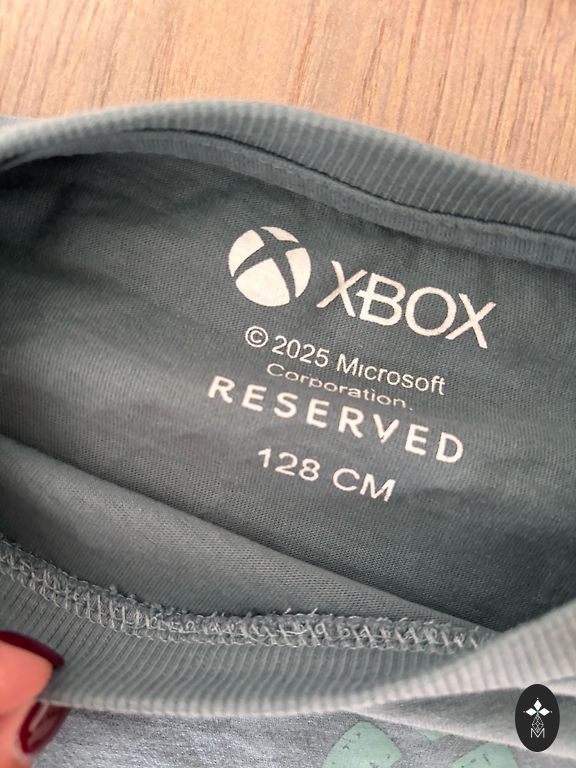 XBOX
© 2025 Microsoft
Corporation.
RESERVED
128 CM
M